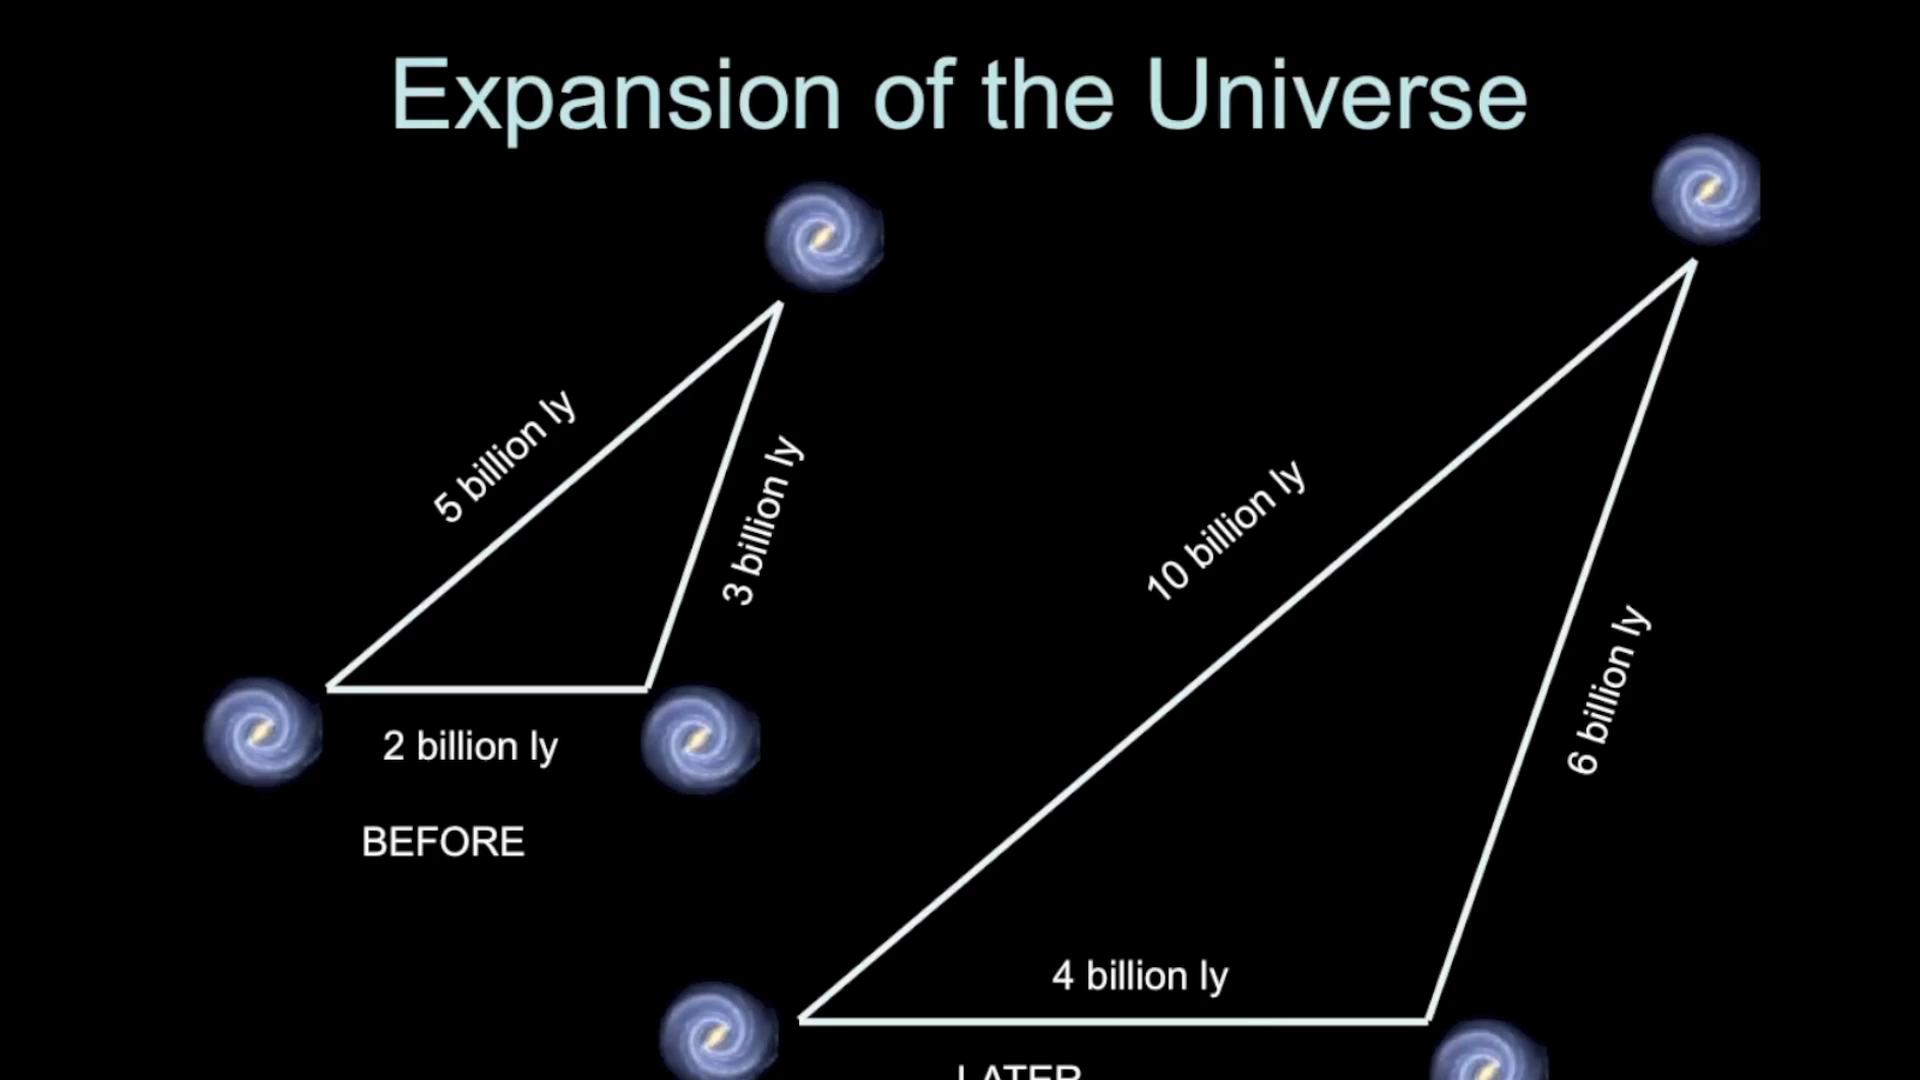 Expansion of the Universe
5 billion ly
3 billion ly
2 billion ly
BEFORE
10 billion ly
6 billion ly
4 billion ly
LATER